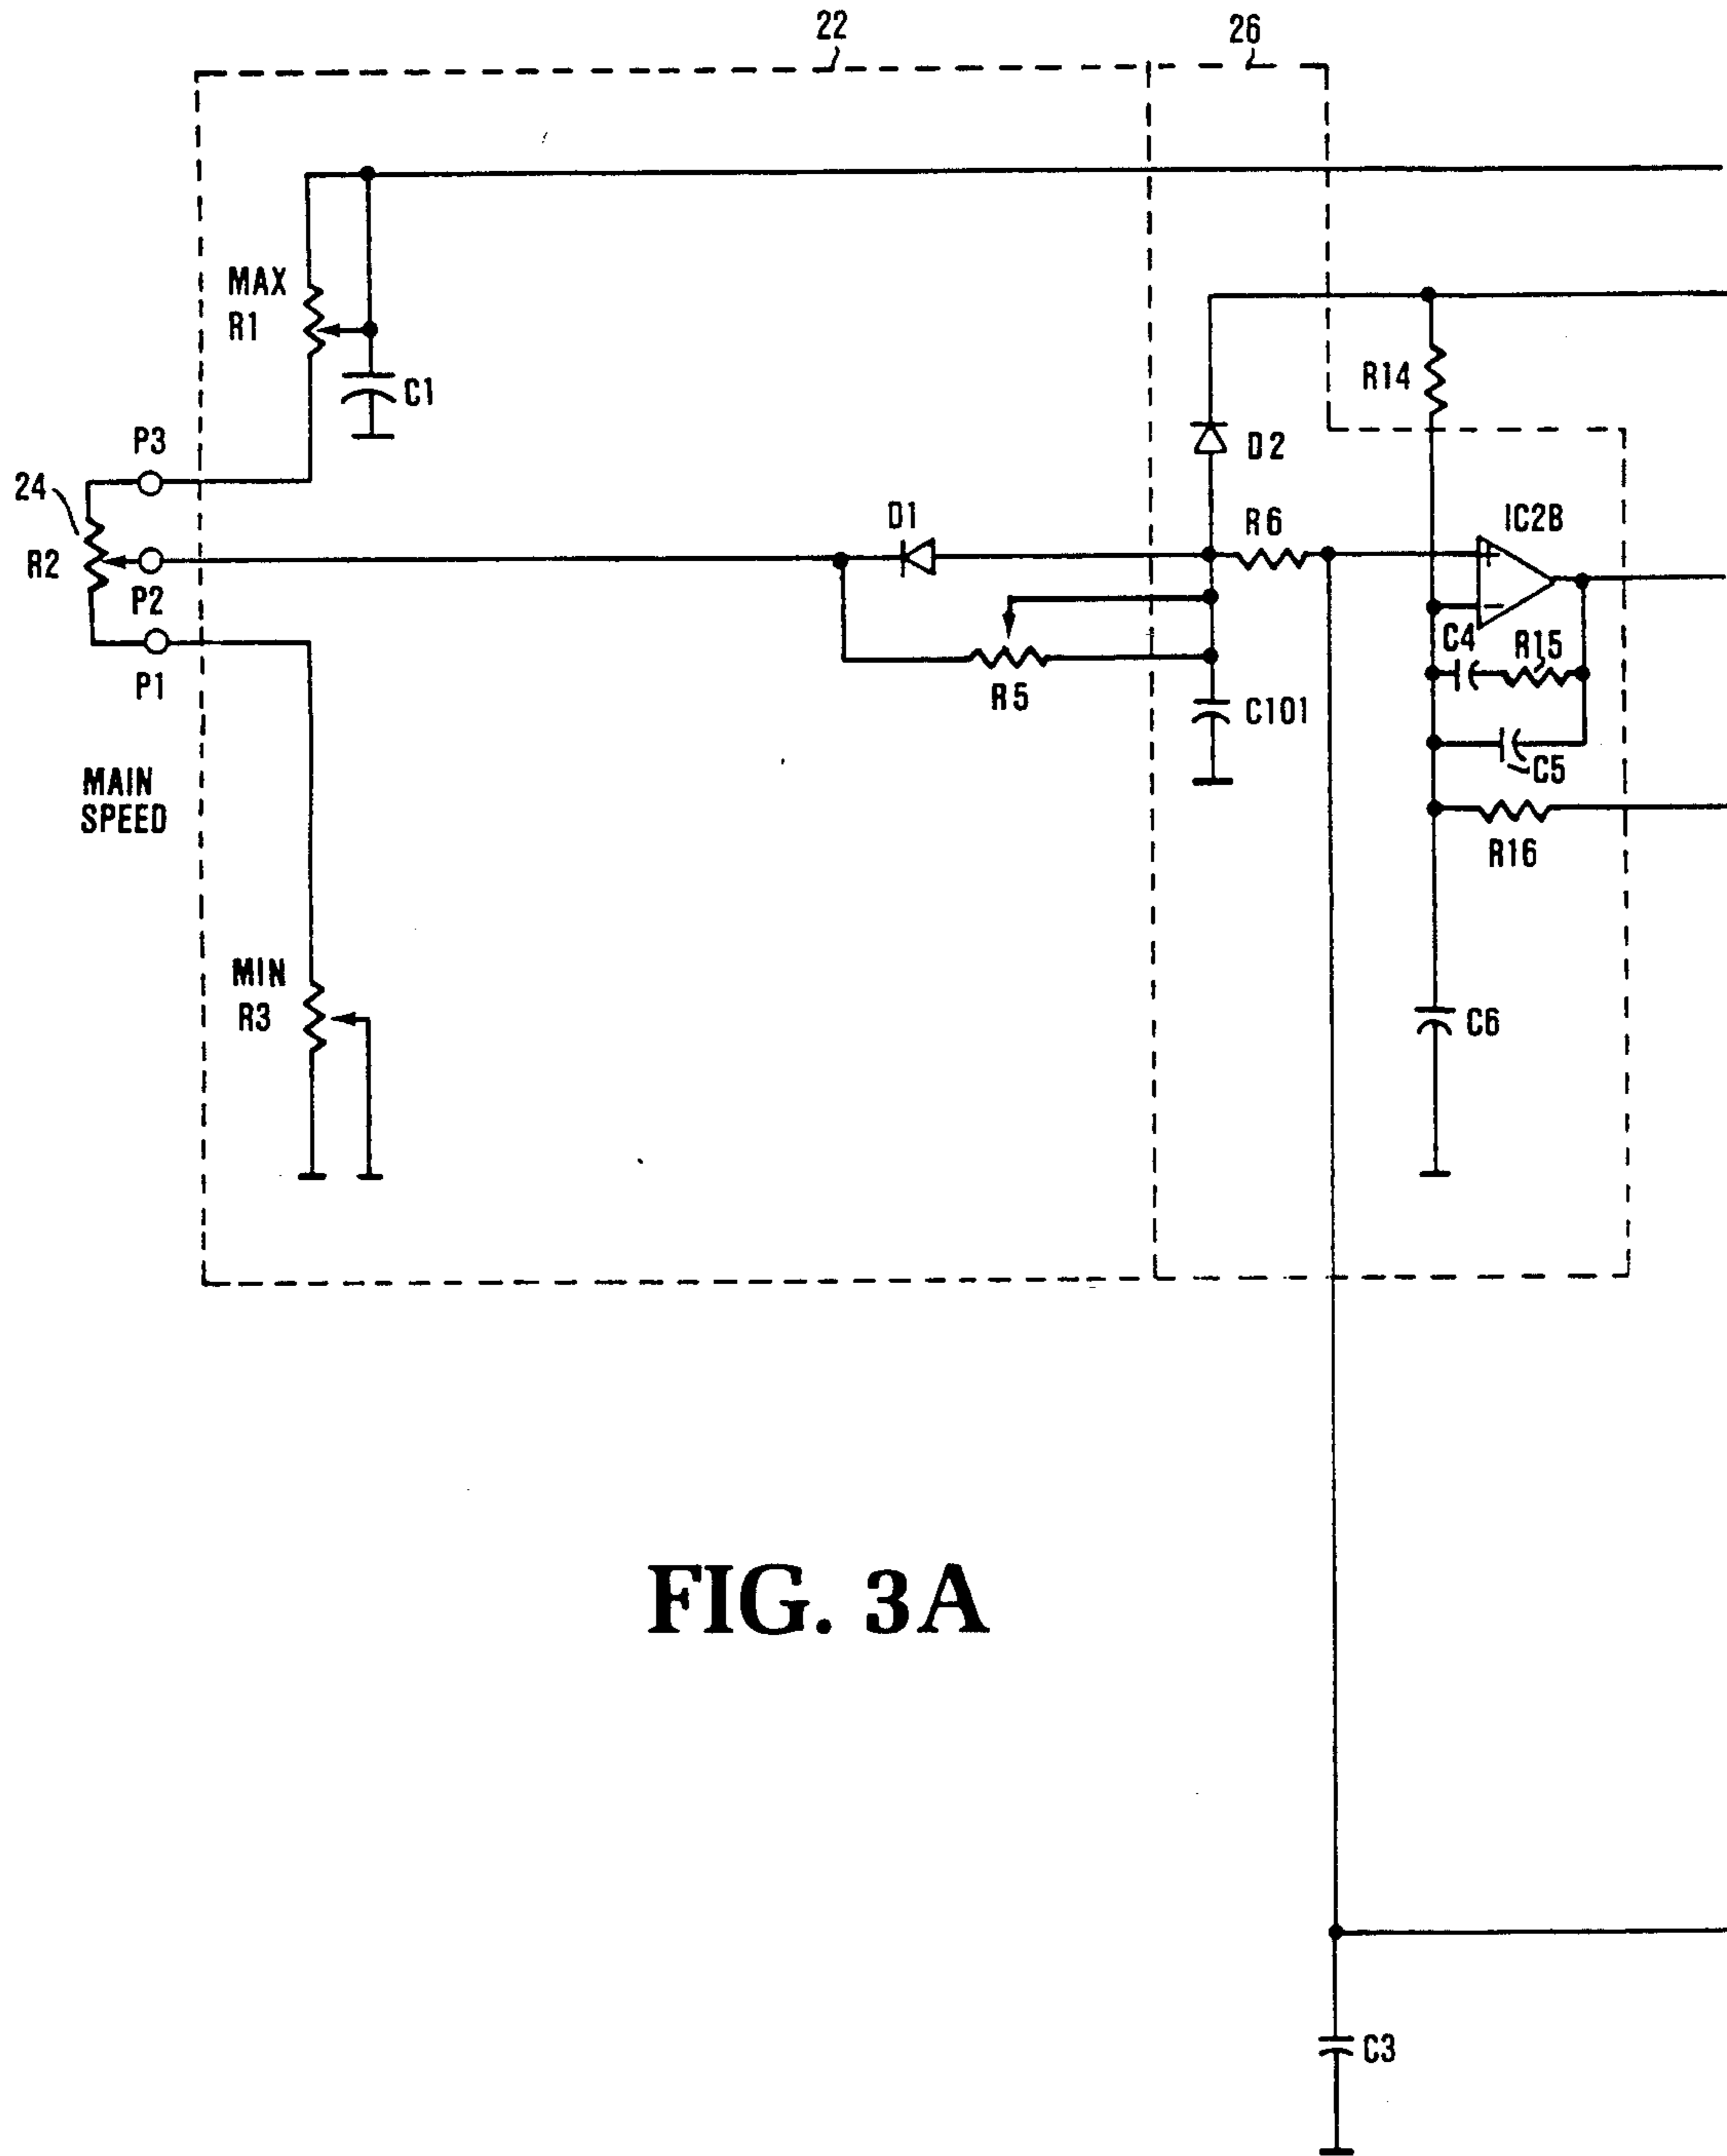 22
26
MAX
R1
C1
P3
24
R2
P2
P1
MAIN
SPEED
MIN
R3
D1
R5
D2
R6
C101
R14
IC2B
+
−
C4
R15
C5
R16
C6
FIG. 3A
C3